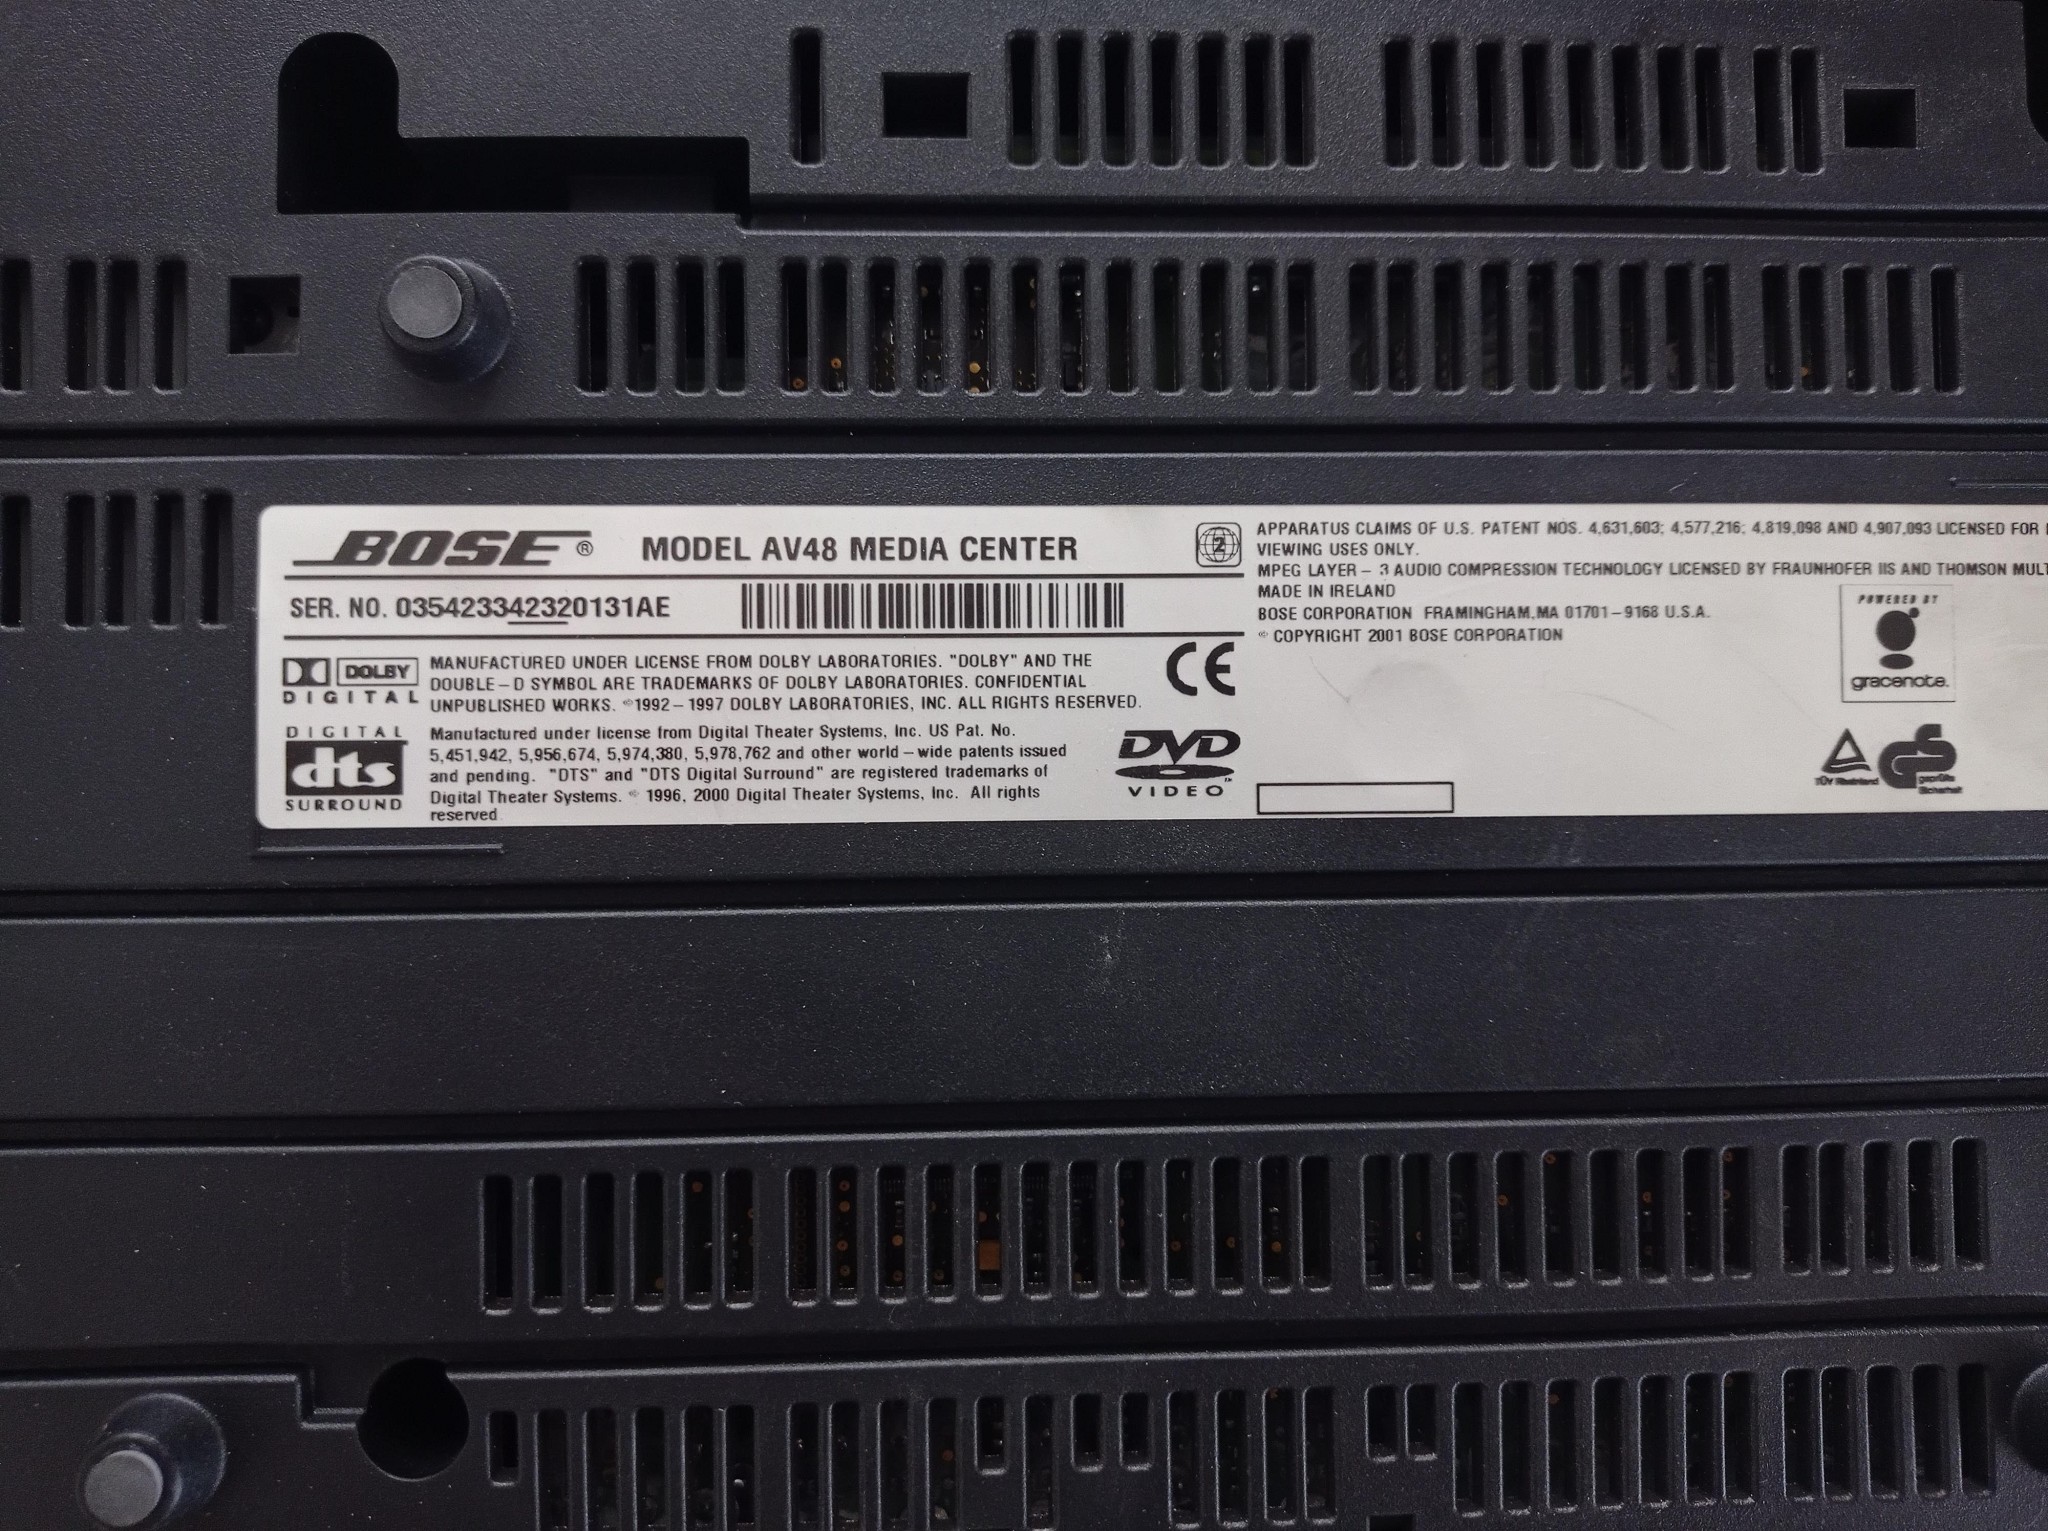 BOSE® MODEL AV48 MEDIA CENTER
SER. NO. 035423342320131AE
DOLBY
DIGITAL
MANUFACTURED UNDER LICENSE FROM DOLBY LABORATORIES. "DOLBY" AND THE
DOUBLE-D SYMBOL ARE TRADEMARKS OF DOLBY LABORATORIES. CONFIDENTIAL
UNPUBLISHED WORKS. ©1992-1997 DOLBY LABORATORIES, INC. ALL RIGHTS RESERVED.
CE
DIGITAL
dts
SURROUND
Manufactured under license from Digital Theater Systems, Inc. US Pat. No.
5,451,942, 5,956,674, 5,974,380, 5,978,762 and other world-wide patents issued
and pending. "DTS" and "DTS Digital Surround" are registered trademarks of
Digital Theater Systems. © 1996, 2000 Digital Theater Systems, Inc. All rights
reserved
DVD
VIDEO™
2
APPARATUS CLAIMS OF U.S. PATENT NOS. 4,631,603; 4,577,216; 4,819,098 AND 4,907,093 LICENSED FOR
VIEWING USES ONLY.
MPEG LAYER-3 AUDIO COMPRESSION TECHNOLOGY LICENSED BY FRAUNHOFER IIS AND THOMSON MULT
MADE IN IRELAND
BOSE CORPORATION FRAMINGHAM,MA 01701-9168 U.S.A.
© COPYRIGHT 2001 BOSE CORPORATION
POWERED BY
gracenote.
TÜV Rheinland
GS
geprüfte
Sicherheit